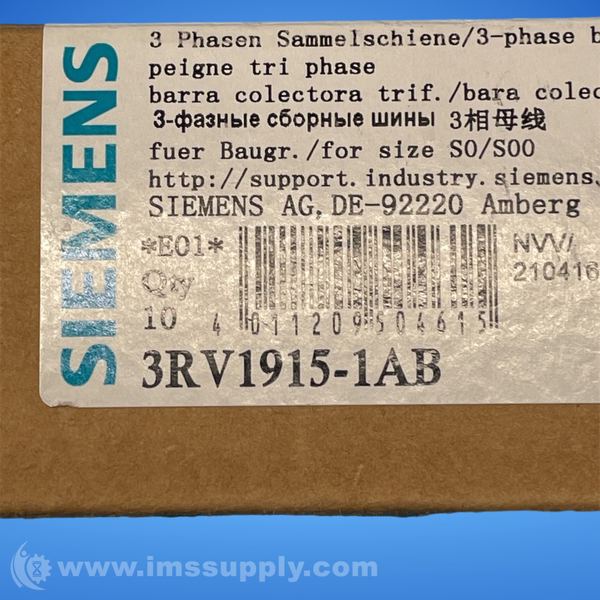 SIEMENS
3 Phasen Sammelschiene/3-phase b
peigne tri phase
barra colectora trif./bara colec
3-фазные сборные шины 3相母线
fuer Baugr./for size S0/S00
http://support.industry.siemens.
SIEMENS AG, DE-92220 Amberg
*E01*
Qty
10
4 011209 504615
NVV/
210416
3RV1915-1AB
www.imssupply.com